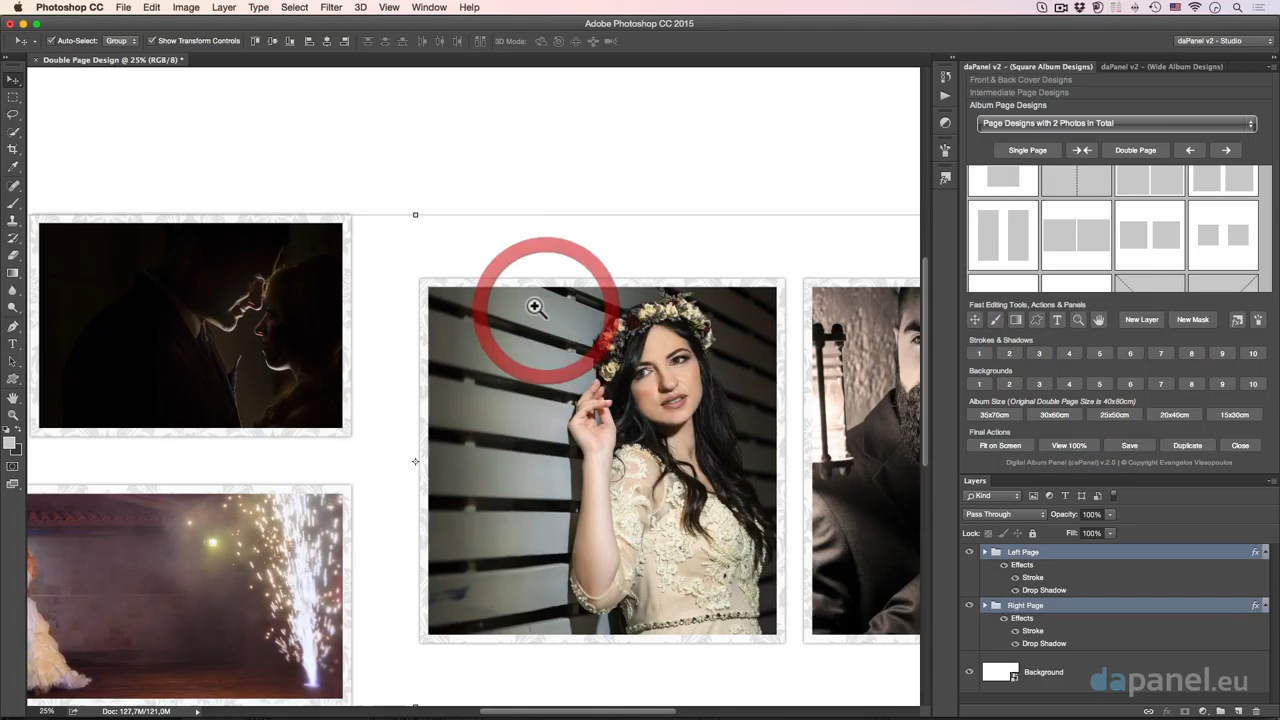 Photoshop CC File Edit Image Layer Type Select Filter 3D View Window Help
Adobe Photoshop CC 2015
Auto-Select: Group Show Transform Controls 3D Mode: daPanel v2 - Studio
Double Page Design @ 25% (RGB/8) *
daPanel v2 - (Square Album Designs) daPanel v2 - (Wide Album Designs)
Front & Back Cover Designs
Intermediate Page Designs
Album Page Designs
Page Designs with 2 Photos in Total
Single Page Double Page
Fast Editing Tools, Actions & Panels
New Layer New Mask
Strokes & Shadows
1 2 3 4 5 6 7 8 9 10
Backgrounds
1 2 3 4 5 6 7 8 9 10
Album Size (Original Double Page Size is 40x80cm)
35x70cm 30x60cm 25x50cm 20x40cm 15x30cm
Final Actions
Fit on Screen View 100% Save Duplicate Close
Digital Album Panel (daPanel) v.2.0 | © Copyright Evangelos Vlasopoulos
Layers
Kind
Pass Through Opacity: 100%
Lock: Fill: 100%
Left Page fx
Effects
Stroke
Drop Shadow
Right Page fx
Effects
Stroke
Drop Shadow
Background
dapanel.eu
25% Doc: 127,7M/121,0M